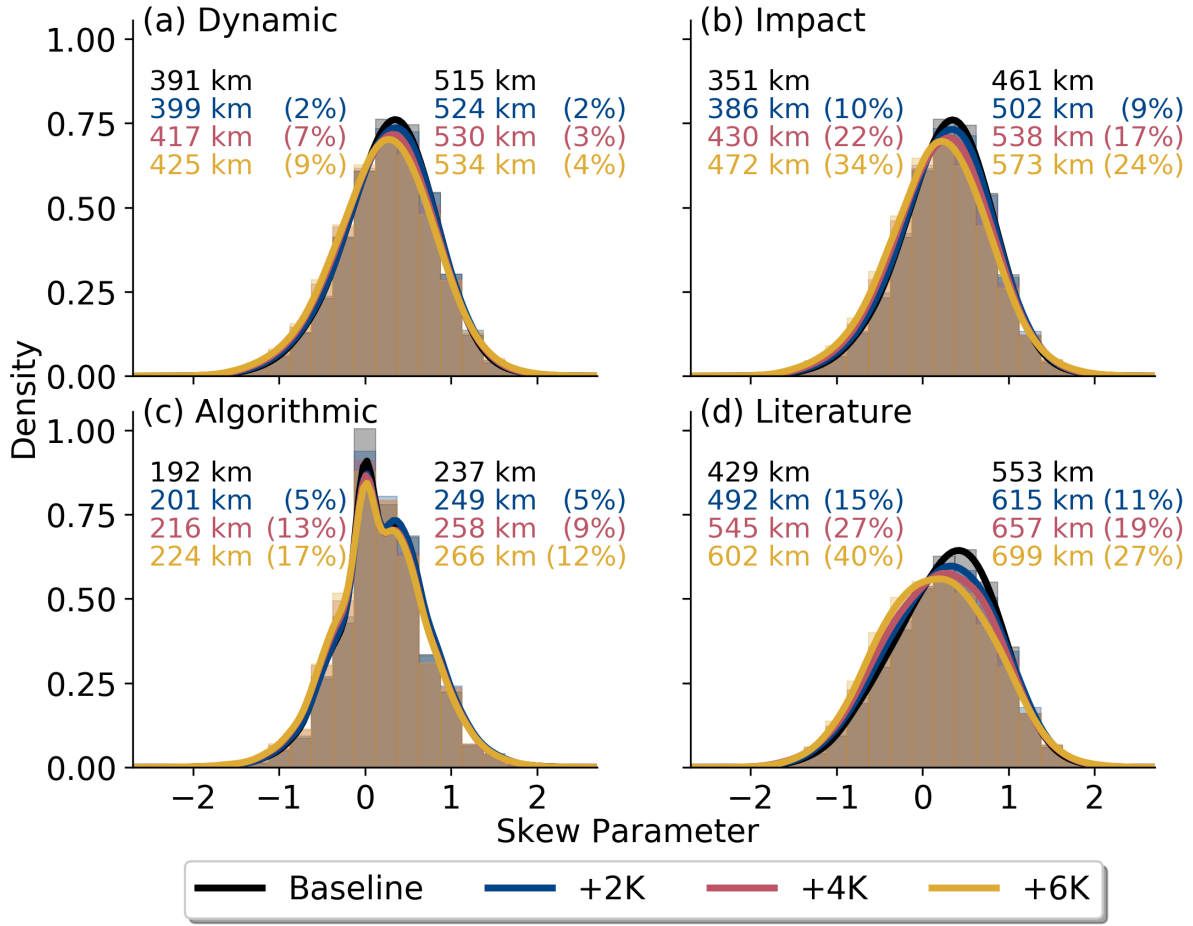 (a) Dynamic
391 km 515 km
399 km (2%) 524 km (2%)
417 km (7%) 530 km (3%)
425 km (9%) 534 km (4%)
1.00
0.75
0.50
0.25
0.00
(b) Impact
351 km 461 km
386 km (10%) 502 km (9%)
430 km (22%) 538 km (17%)
472 km (34%) 573 km (24%)
Density
(c) Algorithmic
192 km 237 km
201 km (5%) 249 km (5%)
216 km (13%) 258 km (9%)
224 km (17%) 266 km (12%)
1.00
0.75
0.50
0.25
0.00
−2 −1 0 1 2
(d) Literature
429 km 553 km
492 km (15%) 615 km (11%)
545 km (27%) 657 km (19%)
602 km (40%) 699 km (27%)
−2 −1 0 1 2
Skew Parameter
Baseline +2K +4K +6K